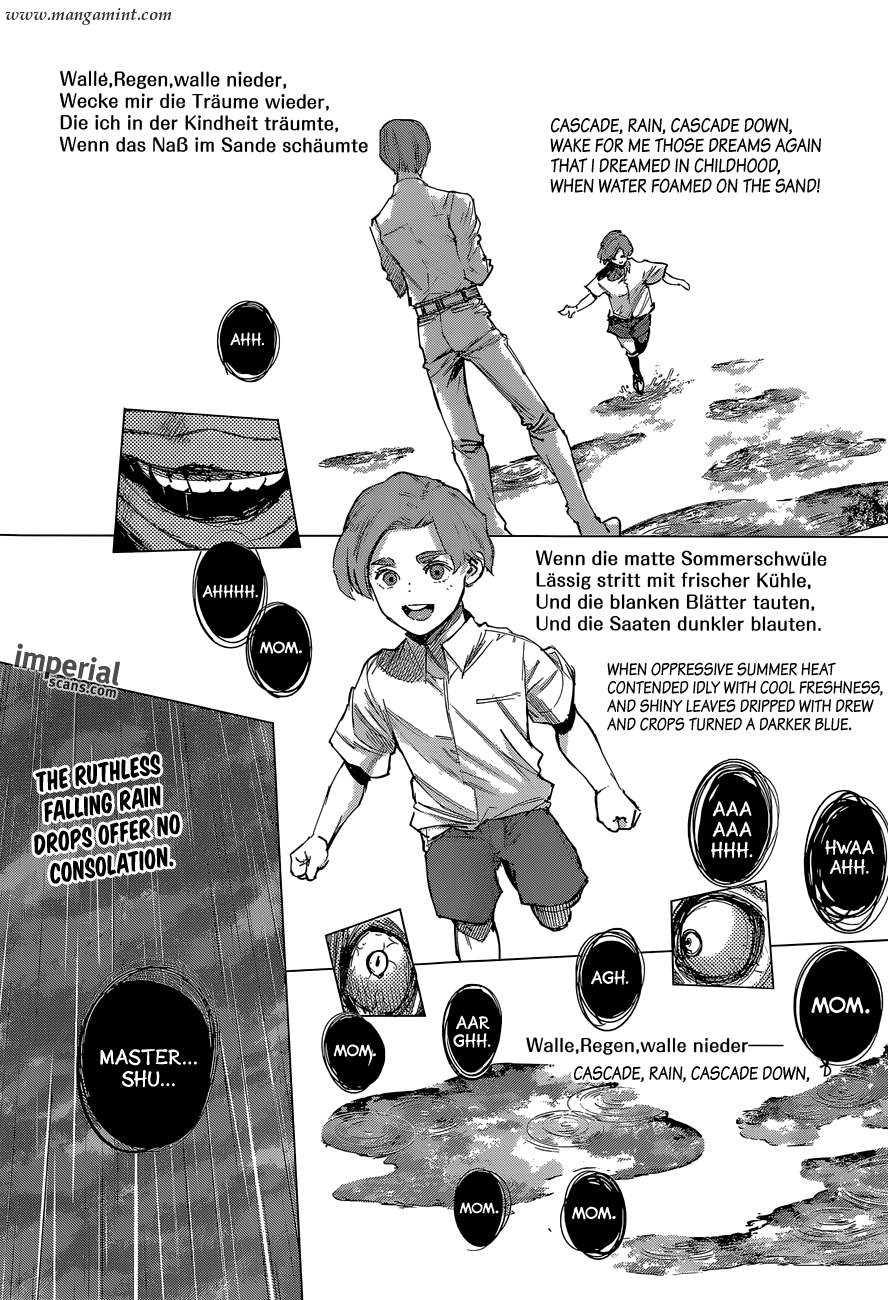 www.mangamint.com
Walle,Regen,walle nieder,
Wecke mir die Träume wieder,
Die ich in der Kindheit träumte,
Wenn das Naß im Sande schäumte
CASCADE, RAIN, CASCADE DOWN,
WAKE FOR ME THOSE DREAMS AGAIN
THAT I DREAMED IN CHILDHOOD,
WHEN WATER FOAMED ON THE SAND!
AHH.
Wenn die matte Sommerschwüle
Lässig stritt mit frischer Kühle,
Und die blanken Blätter tauten,
Und die Saaten dunkler blauten.
AHHHH.
MOM.
WHEN OPPRESSIVE SUMMER HEAT
CONTENDED IDLY WITH COOL FRESHNESS,
AND SHINY LEAVES DRIPPED WITH DREW
AND CROPS TURNED A DARKER BLUE.
imperial
scans.com
THE RUTHLESS
FALLING RAIN
DROPS OFFER NO
CONSOLATION.
AAA
AAA
HHH.
HWAA
AHH.
AGH.
MOM.
AAR
GHH.
MOM.
Walle,Regen,walle nieder——
CASCADE, RAIN, CASCADE DOWN,
MASTER...
SHU...
MOM.
MOM.